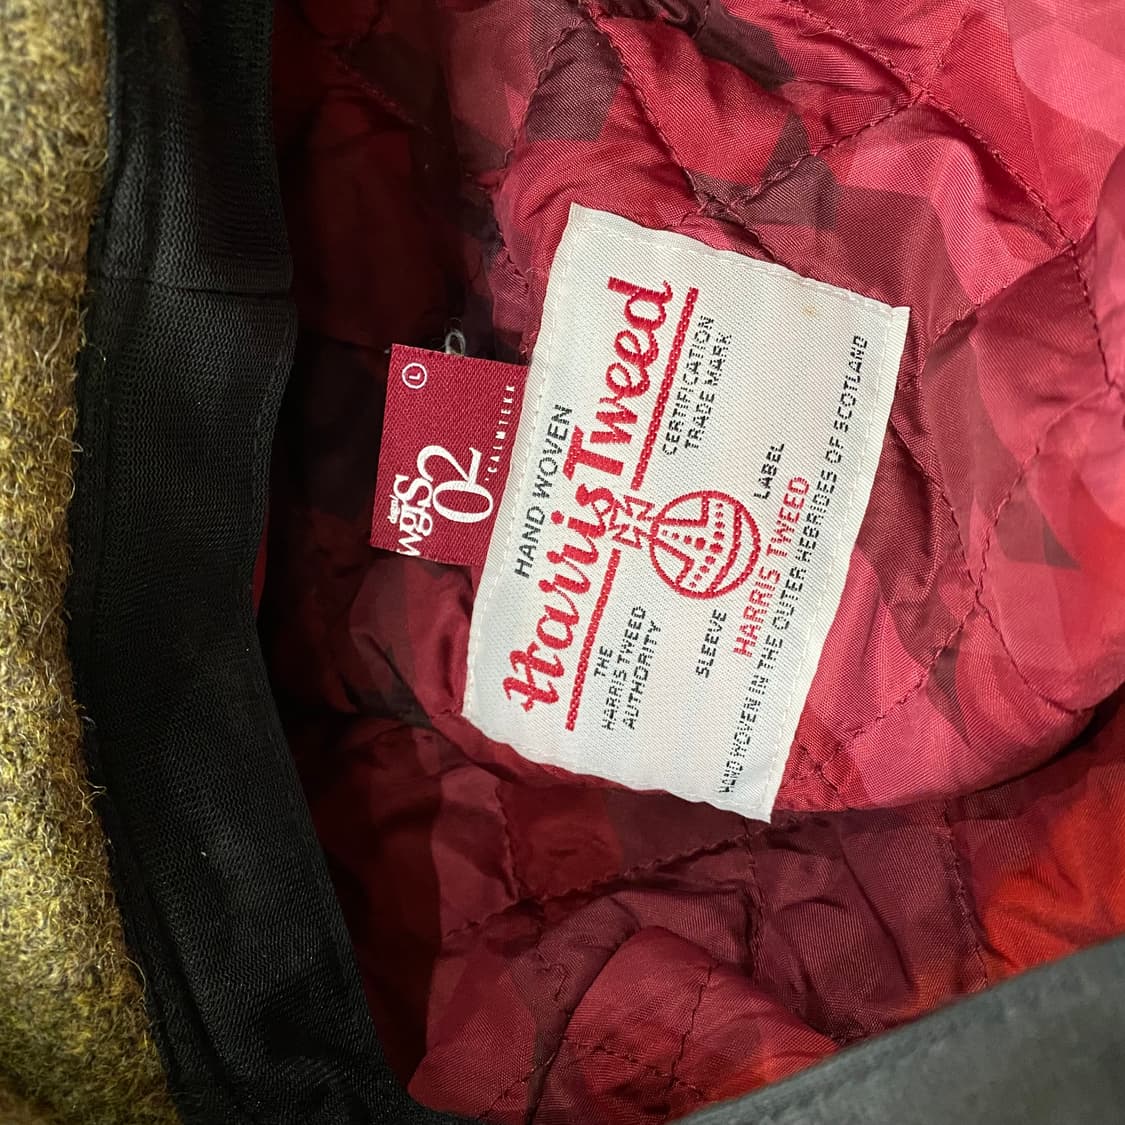 HAND WOVEN
Harris Tweed
THE
HARRIS TWEED
AUTHORITY
CERTIFICATION
TRADE MARK
SLEEVE LABEL
HARRIS TWEED
HAND WOVEN IN THE OUTER HEBRIDES OF SCOTLAND
L
02